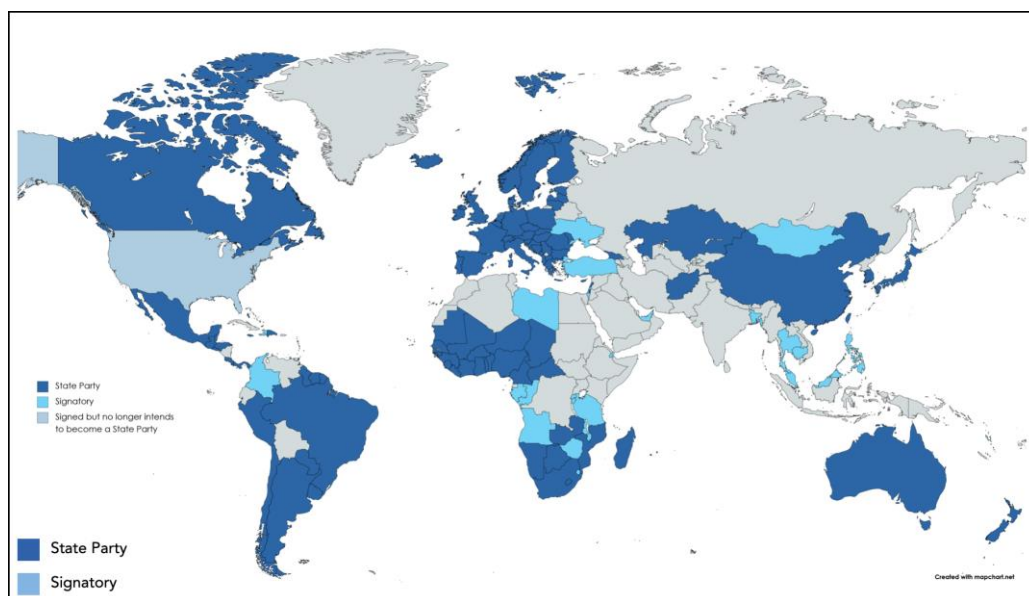 State Party
Signatory
Signed but no longer intends
to become a State Party
State Party
Signatory
Created with mapchart.net